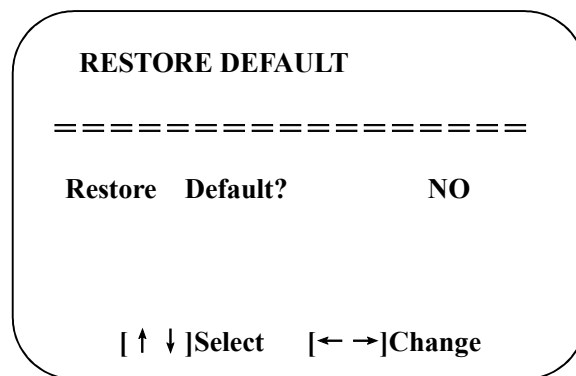 RESTORE DEFAULT
= = = = = = = = = = = = = = = = =
Restore Default? NO
[ ↑ ↓ ]Select [← →]Change